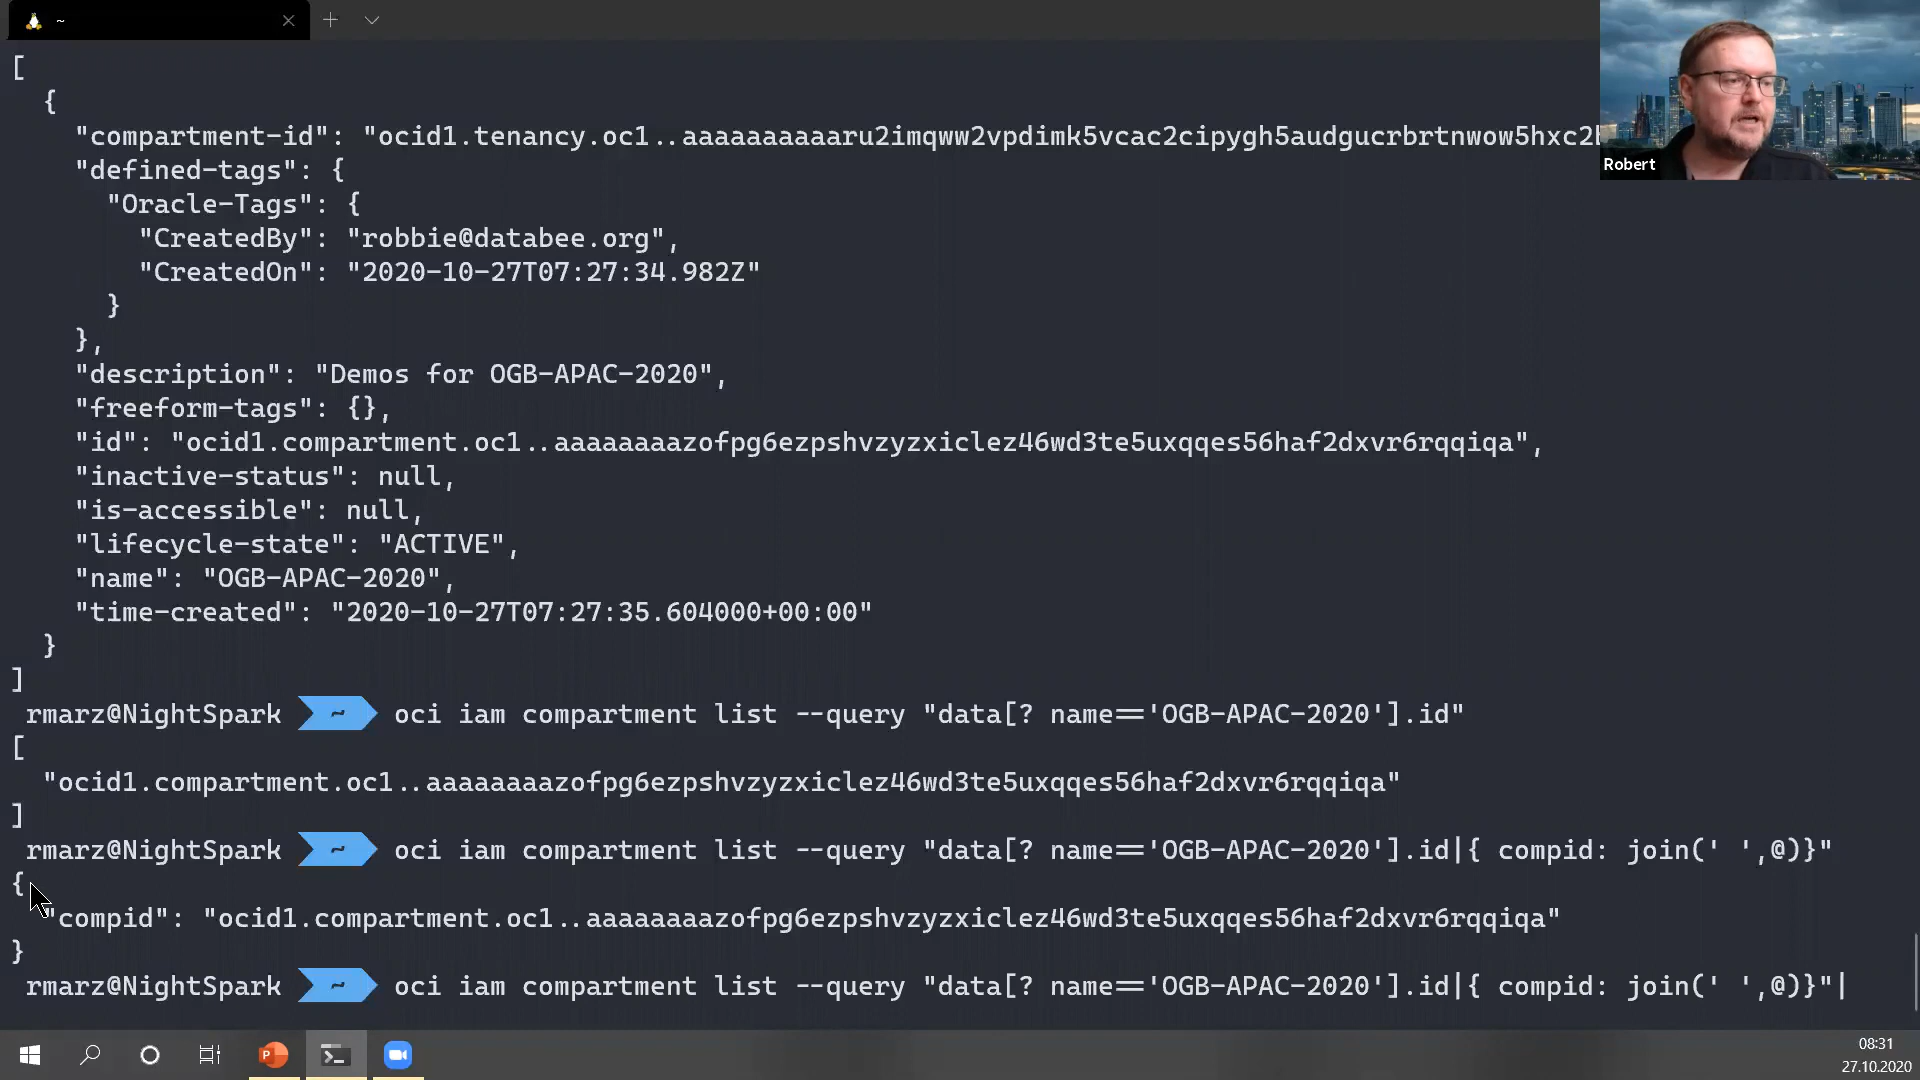 ~
[
{
"compartment-id": "ocid1.tenancy.oc1..aaaaaaaaaaru2imqww2vpdimk5vcac2cipygh5audgucrbrtnwow5hxc2
Robert
"defined-tags": {
"Oracle-Tags": {
"CreatedBy": "robbie@databee.org",
"CreatedOn": "2020-10-27T07:27:34.982Z"
}
},
"description": "Demos for OGB-APAC-2020",
"freeform-tags": {},
"id": "ocid1.compartment.oc1..aaaaaaaazofpg6ezpshvzyzxiclez46wd3te5uxqqes56haf2dxvr6rqqiqa",
"inactive-status": null,
"is-accessible": null,
"lifecycle-state": "ACTIVE",
"name": "OGB-APAC-2020",
"time-created": "2020-10-27T07:27:35.604000+00:00"
}
]
rmarz@NightSpark ~ oci iam compartment list --query "data[? name=='OGB-APAC-2020'].id"
[
"ocid1.compartment.oc1..aaaaaaaazofpg6ezpshvzyzxiclez46wd3te5uxqqes56haf2dxvr6rqqiqa"
]
rmarz@NightSpark ~ oci iam compartment list --query "data[? name=='OGB-APAC-2020'].id|{ compid: join(' ',@)}"
{
"compid": "ocid1.compartment.oc1..aaaaaaaazofpg6ezpshvzyzxiclez46wd3te5uxqqes56haf2dxvr6rqqiqa"
}
rmarz@NightSpark ~ oci iam compartment list --query "data[? name=='OGB-APAC-2020'].id|{ compid: join(' ',@)}"|
08:31
27.10.2020